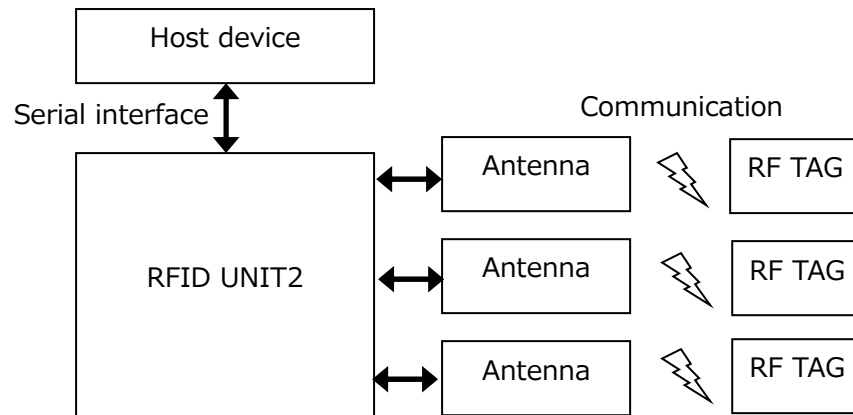 Host device
Serial interface
Communication
Antenna
RF TAG
RFID UNIT2
Antenna
RF TAG
Antenna
RF TAG